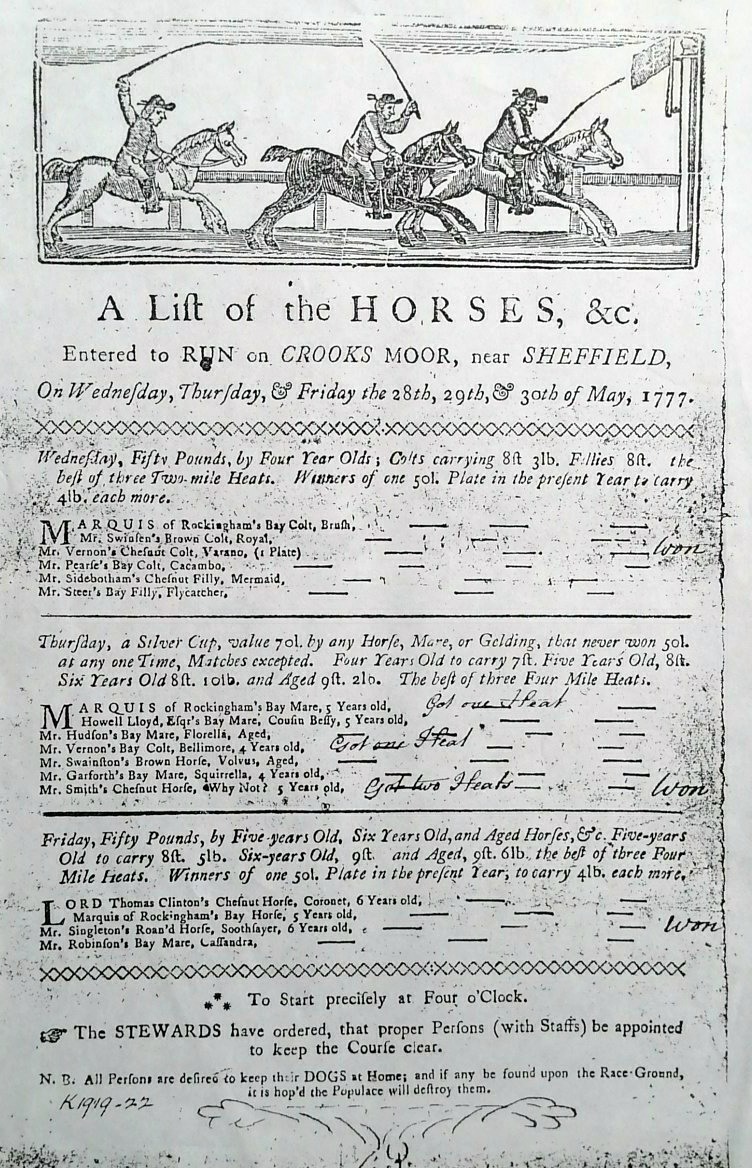 A Liſt of the HORSES, &c.
Entered to RUN on CROOKS MOOR, near SHEFFIELD,
On Wedneſday, Thurſday, & Friday the 28th, 29th, & 30th of May, 1777.
Wedneſday, Fifty Pounds, by Four Year Olds; Colts carrying 8ſt 3lb. Fillies 8ſt. the
beſt of three Two-mile Heats. Winners of one 50l. Plate in the preſent Year to carry
4lb. each more.
MARQUIS of Rockingham's Bay Colt, Bruſh,
Mr. Swinſen's Brown Colt, Royal,
Mr. Vernon's Cheſnut Colt, Varano, (1 Plate) Won
Mr. Pearſe's Bay Colt, Cacambo,
Mr. Sidebotham's Cheſnut Filly, Mermaid,
Mr. Steer's Bay Filly, Flycatcher,
Thurſday, a Silver Cup, value 70l. by any Horſe, Mare, or Gelding, that never won 50l.
at any one Time, Matches excepted. Four Years Old to carry 7ſt. Five Years Old, 8ſt.
Six Years Old 8ſt. 10lb. and Aged 9ſt. 2lb. The beſt of three Four Mile Heats.
MARQUIS of Rockingham's Bay Mare, 5 Years old, Got one Heat
Howell Lloyd, Eſqr's Bay Mare, Couſin Beſſy, 5 Years old,
Mr. Hudſon's Bay Mare, Florella, Aged,
Mr. Vernon's Bay Colt, Bellimore, 4 Years old, Got one Heat
Mr. Swainſton's Brown Horſe, Volvus, Aged,
Mr. Garforth's Bay Mare, Squirrella, 4 Years old,
Mr. Smith's Cheſnut Horſe, Why Not? 5 Years old, Got two Heats Won
Friday, Fifty Pounds, by Five-years Old, Six Years Old, and Aged Horſes, &c. Five-years
Old to carry 8ſt. 5lb. Six-years Old, 9ſt. and Aged, 9ſt. 6lb. the beſt of three Four
Mile Heats. Winners of one 50l. Plate in the preſent Year, to carry 4lb. each more.
LORD Thomas Clinton's Cheſnut Horſe, Coronet, 6 Years old,
Marquis of Rockingham's Bay Horſe, 5 Years old,
Mr. Singleton's Roan'd Horſe, Soothſayer, 6 Years old, Won
Mr. Robinſon's Bay Mare, Caſſandra,
To Start preciſely at Four o'Clock.
☞ The STEWARDS have ordered, that proper Perſons (with Staffs) be appointed
to keep the Courſe clear.
N. B. All Perſons are deſired to keep their DOGS at Home; and if any be found upon the Race-Ground,
it is hop'd the Populace will deſtroy them.
K1919-22